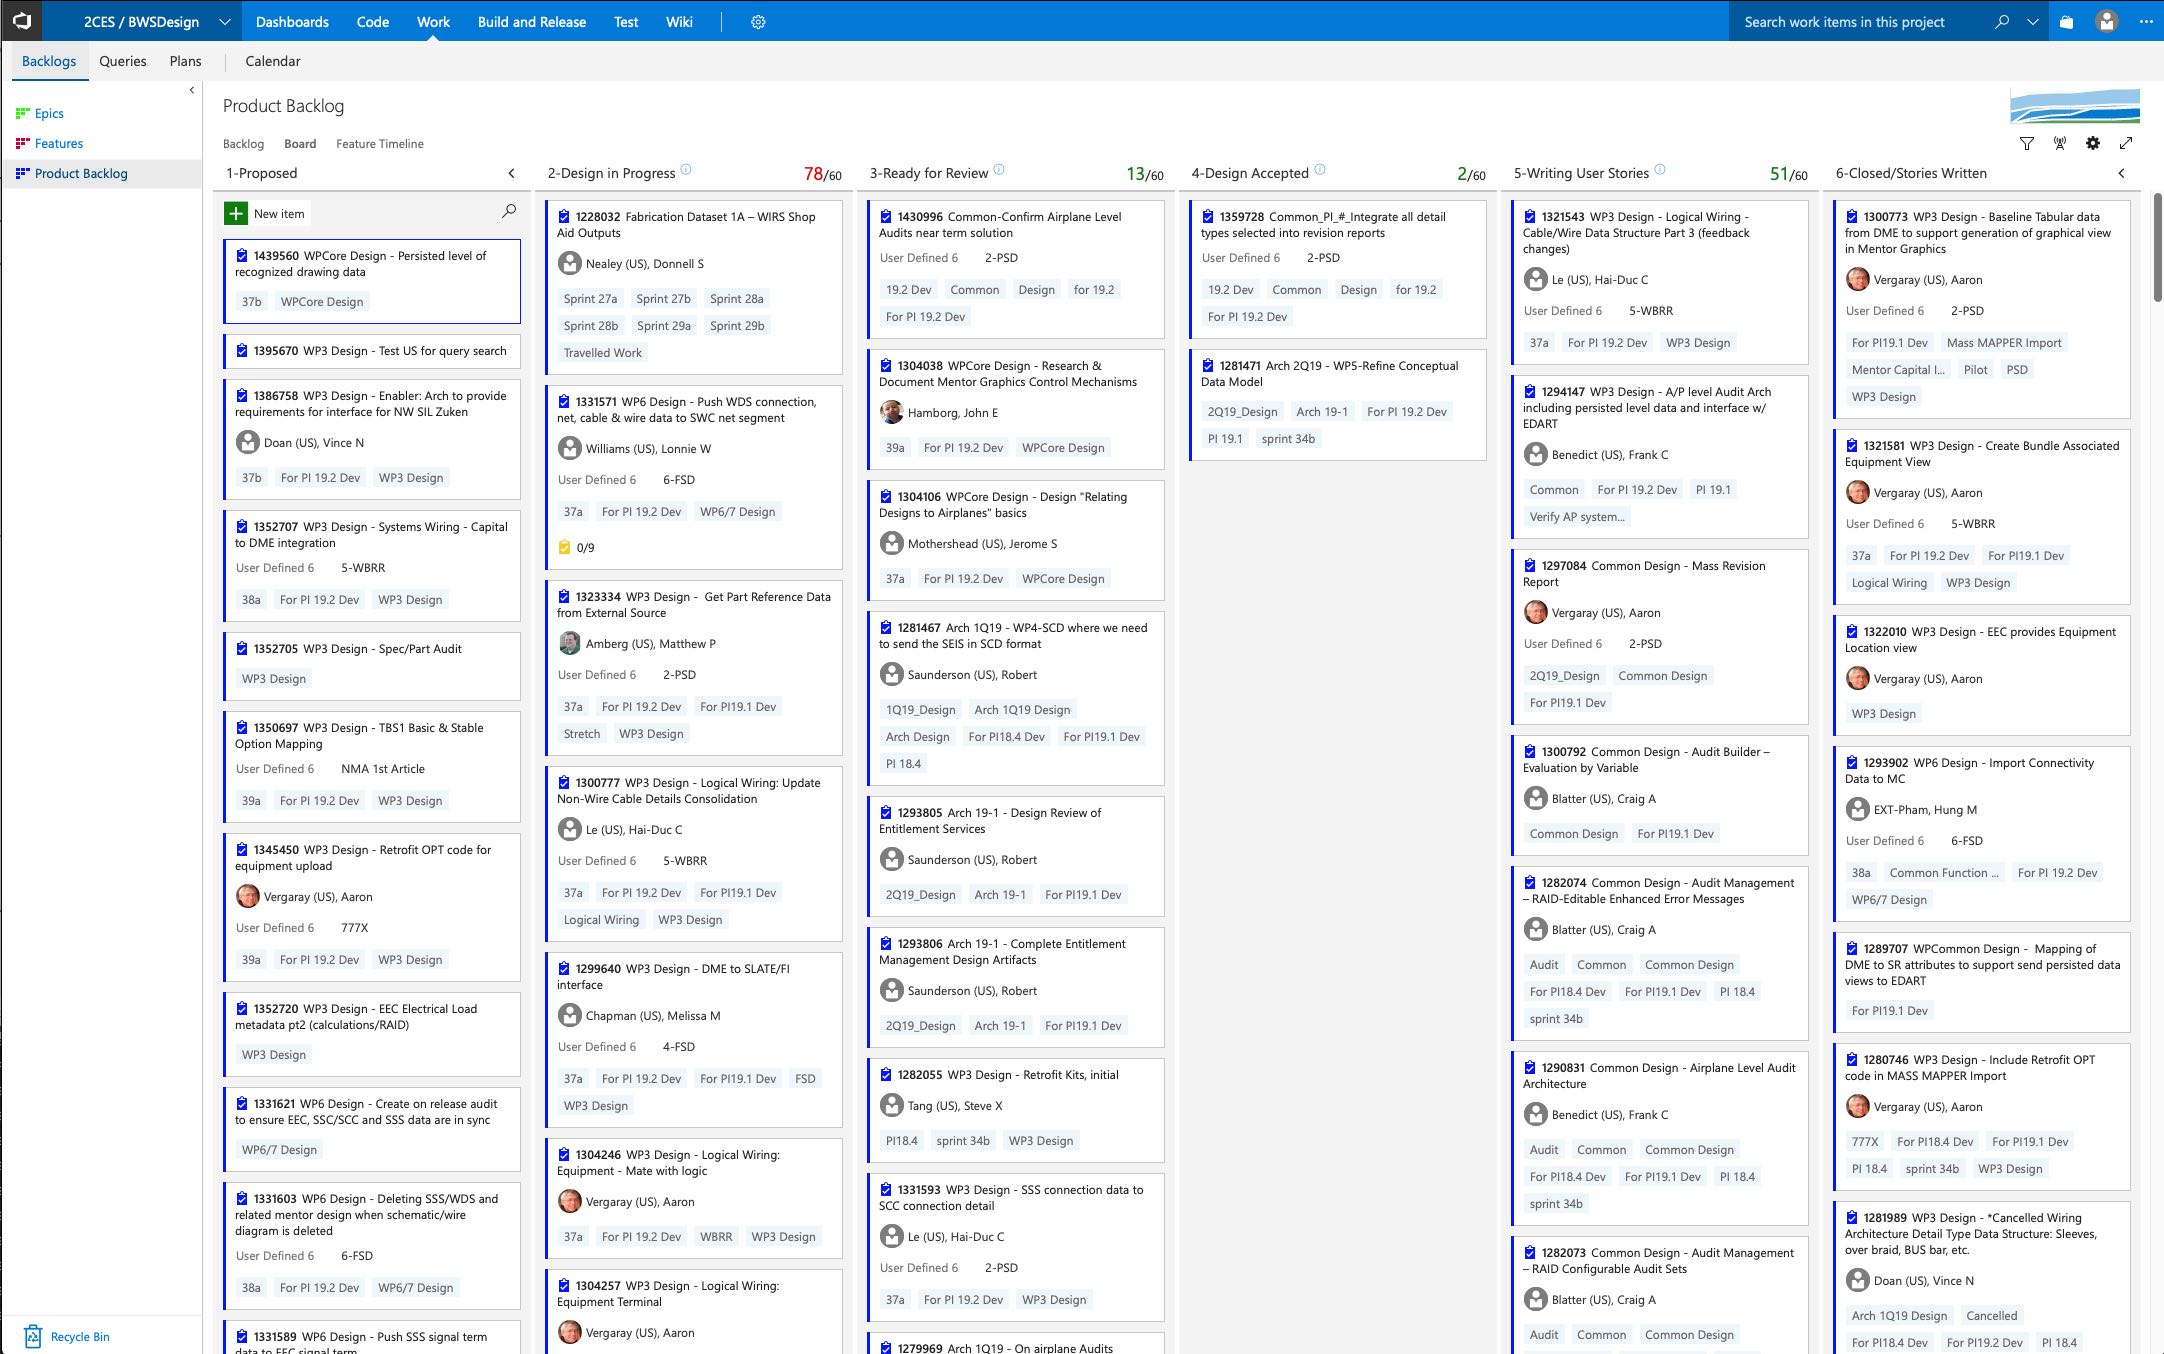 2CES / BWSDesign
Dashboards
Code
Work
Build and Release
Test
Wiki
Search work items in this project
Backlogs
Queries
Plans
Calendar
Epics
Features
Product Backlog
Recycle Bin
Product Backlog
Backlog
Board
Feature Timeline
1-Proposed
New item
1439560 WPCore Design - Persisted level of
recognized drawing data
37b WPCore Design
1395670 WP3 Design - Test US for query search
1386758 WP3 Design - Enabler: Arch to provide
requirements for interface for NW SIL Zuken
Doan (US), Vince N
37b For PI 19.2 Dev WP3 Design
1352707 WP3 Design - Systems Wiring - Capital
to DME integration
User Defined 6 5-WBRR
38a For PI 19.2 Dev WP3 Design
1352705 WP3 Design - Spec/Part Audit
WP3 Design
1350697 WP3 Design - TBS1 Basic & Stable
Option Mapping
User Defined 6 NMA 1st Article
39a For PI 19.2 Dev WP3 Design
1345450 WP3 Design - Retrofit OPT code for
equipment upload
Vergaray (US), Aaron
User Defined 6 777X
39a For PI 19.2 Dev WP3 Design
1352720 WP3 Design - EEC Electrical Load
metadata pt2 (calculations/RAID)
WP3 Design
1331621 WP6 Design - Create on release audit
to ensure EEC, SSC/SCC and SSS data are in sync
WP6/7 Design
1331603 WP6 Design - Deleting SSS/WDS and
related mentor design when schematic/wire
diagram is deleted
User Defined 6 6-FSD
38a For PI 19.2 Dev WP6/7 Design
1331589 WP6 Design - Push SSS signal term
data to EEC signal term
2-Design in Progress 78/60
1228032 Fabrication Dataset 1A – WIRS Shop
Aid Outputs
Nealey (US), Donnell S
Sprint 27a Sprint 27b Sprint 28a
Sprint 28b Sprint 29a Sprint 29b
Travelled Work
1331571 WP6 Design - Push WDS connection,
net, cable & wire data to SWC net segment
Williams (US), Lonnie W
User Defined 6 6-FSD
37a For PI 19.2 Dev WP6/7 Design
0/9
1323334 WP3 Design - Get Part Reference Data
from External Source
Amberg (US), Matthew P
User Defined 6 2-PSD
37a For PI 19.2 Dev For PI19.1 Dev
Stretch WP3 Design
1300777 WP3 Design - Logical Wiring: Update
Non-Wire Cable Details Consolidation
Le (US), Hai-Duc C
User Defined 6 5-WBRR
37a For PI 19.2 Dev For PI19.1 Dev
Logical Wiring WP3 Design
1299640 WP3 Design - DME to SLATE/FI
interface
Chapman (US), Melissa M
User Defined 6 4-FSD
37a For PI 19.2 Dev For PI19.1 Dev FSD
WP3 Design
1304246 WP3 Design - Logical Wiring:
Equipment - Mate with logic
Vergaray (US), Aaron
37a For PI 19.2 Dev WBRR WP3 Design
1304257 WP3 Design - Logical Wiring:
Equipment Terminal
Vergaray (US), Aaron
3-Ready for Review 13/60
1430996 Common-Confirm Airplane Level
Audits near term solution
User Defined 6 2-PSD
19.2 Dev Common Design for 19.2
For PI 19.2 Dev
1304038 WPCore Design - Research &
Document Mentor Graphics Control Mechanisms
Hamborg, John E
39a For PI 19.2 Dev WPCore Design
1304106 WPCore Design - Design "Relating
Designs to Airplanes" basics
Mothershead (US), Jerome S
37a For PI 19.2 Dev WPCore Design
1281467 Arch 1Q19 - WP4-SCD where we need
to send the SEIS in SCD format
Saunderson (US), Robert
1Q19_Design Arch 1Q19 Design
Arch Design For PI18.4 Dev For PI19.1 Dev
PI 18.4
1293805 Arch 19-1 - Design Review of
Entitlement Services
Saunderson (US), Robert
2Q19_Design Arch 19-1 For PI19.1 Dev
1293806 Arch 19-1 - Complete Entitlement
Management Design Artifacts
Saunderson (US), Robert
2Q19_Design Arch 19-1 For PI19.1 Dev
1282055 WP3 Design - Retrofit Kits, initial
Tang (US), Steve X
PI18.4 sprint 34b WP3 Design
1331593 WP3 Design - SSS connection data to
SCC connection detail
Le (US), Hai-Duc C
User Defined 6 2-PSD
37a For PI 19.2 Dev WP3 Design
1279969 Arch 1Q19 - On airplane Audits
4-Design Accepted 2/60
1359728 Common_PI_#_Integrate all detail
types selected into revision reports
User Defined 6 2-PSD
19.2 Dev Common Design for 19.2
For PI 19.2 Dev
1281471 Arch 2Q19 - WP5-Refine Conceptual
Data Model
2Q19_Design Arch 19-1 For PI 19.2 Dev
PI 19.1 sprint 34b
5-Writing User Stories 51/60
1321543 WP3 Design - Logical Wiring -
Cable/Wire Data Structure Part 3 (feedback
changes)
Le (US), Hai-Duc C
User Defined 6 5-WBRR
37a For PI 19.2 Dev WP3 Design
1294147 WP3 Design - A/P level Audit Arch
including persisted level data and interface w/
EDART
Benedict (US), Frank C
Common For PI 19.2 Dev PI 19.1
Verify AP system...
1297084 Common Design - Mass Revision
Report
Vergaray (US), Aaron
User Defined 6 2-PSD
2Q19_Design Common Design
For PI19.1 Dev
1300792 Common Design - Audit Builder –
Evaluation by Variable
Blatter (US), Craig A
Common Design For PI19.1 Dev
1282074 Common Design - Audit Management
– RAID-Editable Enhanced Error Messages
Blatter (US), Craig A
Audit Common Common Design
For PI18.4 Dev For PI19.1 Dev PI 18.4
sprint 34b
1290831 Common Design - Airplane Level Audit
Architecture
Benedict (US), Frank C
Audit Common Common Design
For PI18.4 Dev For PI19.1 Dev PI 18.4
sprint 34b
1282073 Common Design - Audit Management
– RAID Configurable Audit Sets
Blatter (US), Craig A
Audit Common Common Design
6-Closed/Stories Written
1300773 WP3 Design - Baseline Tabular data
from DME to support generation of graphical view
in Mentor Graphics
Vergaray (US), Aaron
User Defined 6 2-PSD
For PI19.1 Dev Mass MAPPER Import
Mentor Capital I... Pilot PSD
WP3 Design
1321581 WP3 Design - Create Bundle Associated
Equipment View
Vergaray (US), Aaron
User Defined 6 5-WBRR
37a For PI 19.2 Dev For PI19.1 Dev
Logical Wiring WP3 Design
1322010 WP3 Design - EEC provides Equipment
Location view
Vergaray (US), Aaron
WP3 Design
1293902 WP6 Design - Import Connectivity
Data to MC
EXT-Pham, Hung M
User Defined 6 6-FSD
38a Common Function ... For PI 19.2 Dev
WP6/7 Design
1289707 WPCommon Design - Mapping of
DME to SR attributes to support send persisted data
views to EDART
For PI19.1 Dev
1280746 WP3 Design - Include Retrofit OPT
code in MASS MAPPER Import
Vergaray (US), Aaron
777X For PI18.4 Dev For PI19.1 Dev
PI 18.4 sprint 34b WP3 Design
1281989 WP3 Design - *Cancelled Wiring
Architecture Detail Type Data Structure: Sleeves,
over braid, BUS bar, etc.
Doan (US), Vince N
Arch 1Q19 Design Cancelled
For PI18.4 Dev For PI19.2 Dev PI 18.4